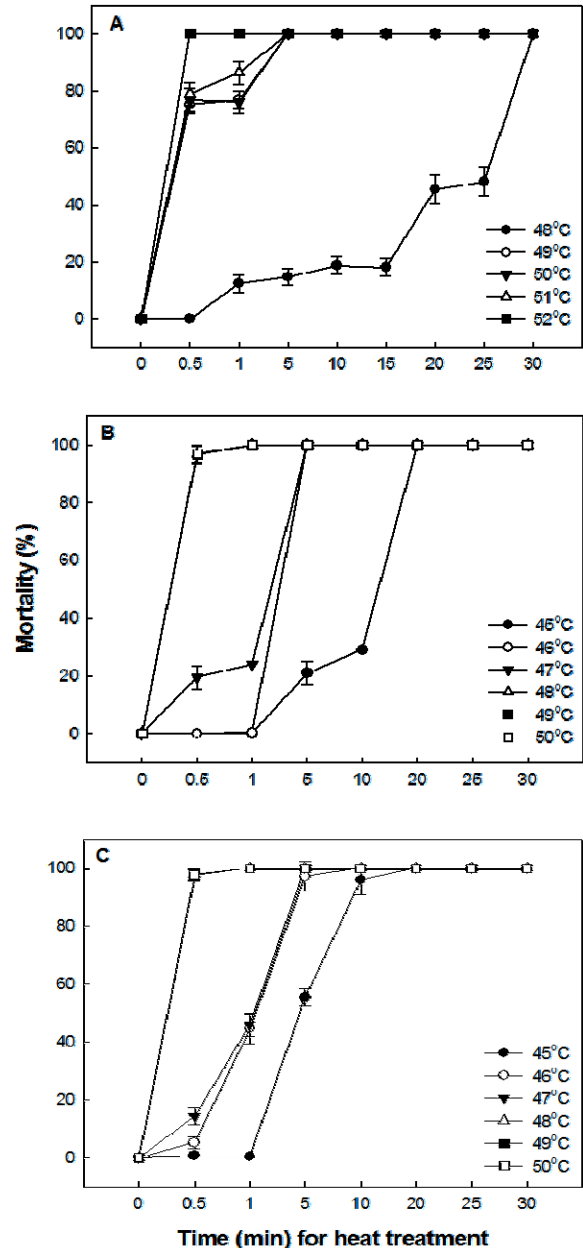 A
100
80
60
40
20
0
48°C
49°C
50°C
51°C
52°C
0 0.5 1 5 10 15 20 25 30
B
100
80
60
40
20
0
45°C
46°C
47°C
48°C
49°C
50°C
0 0.5 1 5 10 20 25 30
Mortality (%)
C
100
80
60
40
20
0
45°C
46°C
47°C
48°C
49°C
50°C
0 0.5 1 5 10 20 25 30
Time (min) for heat treatment